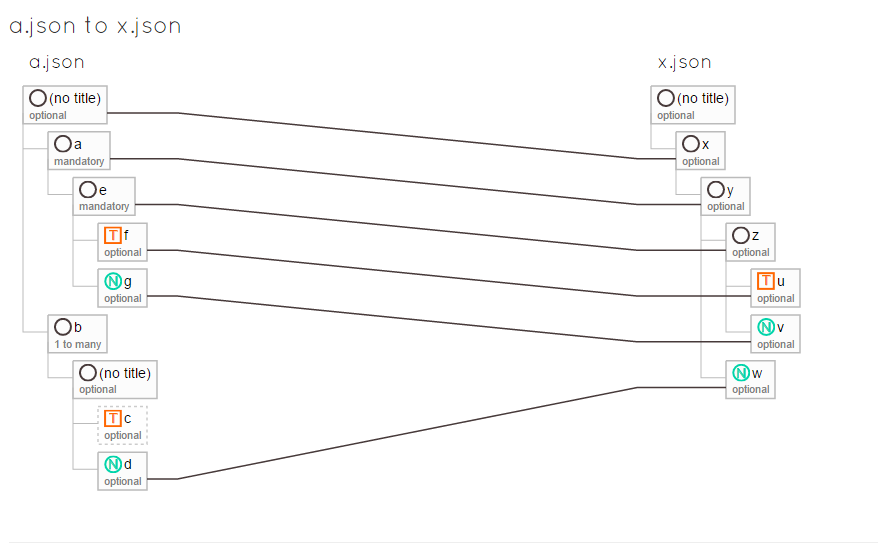 a.json to x.json
a.json
(no title)
optional
a
mandatory
e
mandatory
T f
optional
N g
optional
b
1 to many
(no title)
optional
T c
optional
N d
optional
x.json
(no title)
optional
x
optional
y
optional
z
optional
T u
optional
N v
optional
N w
optional